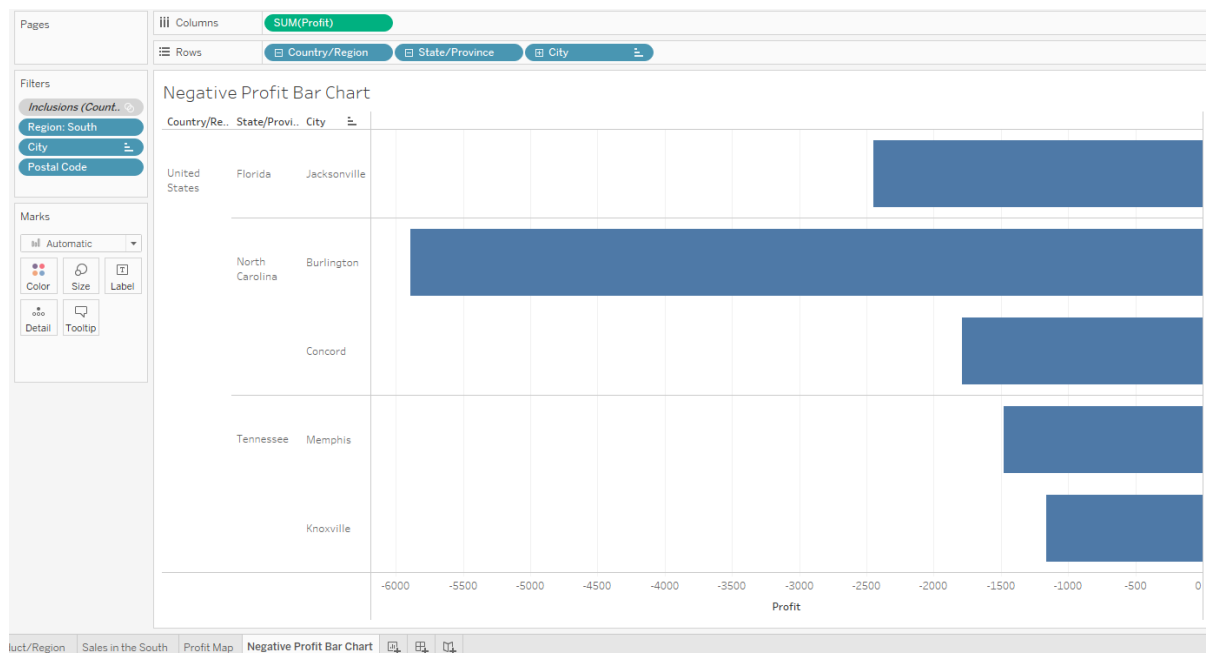 Pages
Columns
SUM(Profit)
Rows
Country/Region
State/Province
City
Filters
Inclusions (Count..
Region: South
City
Postal Code
Marks
Automatic
Color
Size
Label
Detail
Tooltip
Negative Profit Bar Chart
Country/Re.. State/Provi.. City
United
States
Florida
Jacksonville
North
Carolina
Burlington
Concord
Tennessee
Memphis
Knoxville
-6000 -5500 -5000 -4500 -4000 -3500 -3000 -2500 -2000 -1500 -1000 -500 0
Profit
duct/Region Sales in the South Profit Map Negative Profit Bar Chart